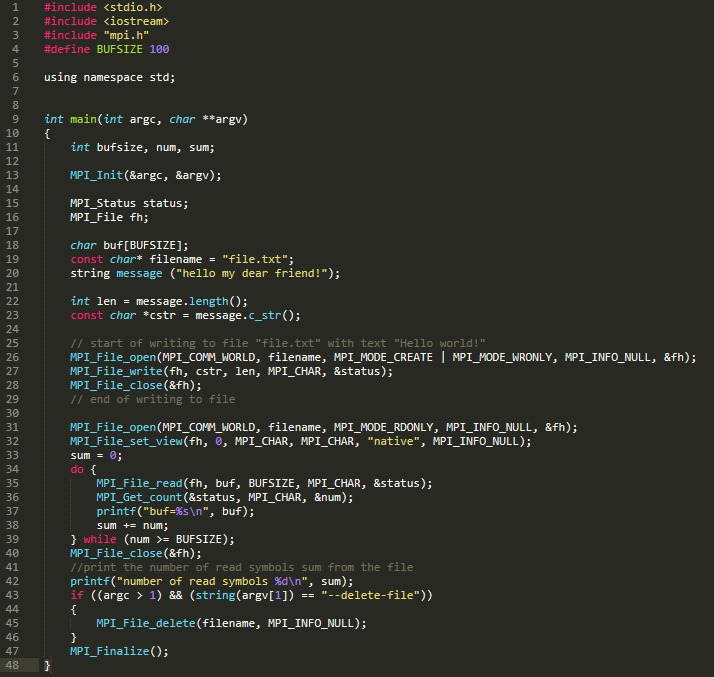 1 #include <stdio.h>
2 #include <iostream>
3 #include "mpi.h"
4 #define BUFSIZE 100
5
6 using namespace std;
7
8
9 int main(int argc, char **argv)
10 {
11     int bufsize, num, sum;
12
13     MPI_Init(&argc, &argv);
14
15     MPI_Status status;
16     MPI_File fh;
17
18     char buf[BUFSIZE];
19     const char* filename = "file.txt";
20     string message ("hello my dear friend!");
21
22     int len = message.length();
23     const char *cstr = message.c_str();
24
25     // start of writing to file "file.txt" with text "Hello world!"
26     MPI_File_open(MPI_COMM_WORLD, filename, MPI_MODE_CREATE | MPI_MODE_WRONLY, MPI_INFO_NULL, &fh);
27     MPI_File_write(fh, cstr, len, MPI_CHAR, &status);
28     MPI_File_close(&fh);
29     // end of writing to file
30
31     MPI_File_open(MPI_COMM_WORLD, filename, MPI_MODE_RDONLY, MPI_INFO_NULL, &fh);
32     MPI_File_set_view(fh, 0, MPI_CHAR, MPI_CHAR, "native", MPI_INFO_NULL);
33     sum = 0;
34     do {
35         MPI_File_read(fh, buf, BUFSIZE, MPI_CHAR, &status);
36         MPI_Get_count(&status, MPI_CHAR, &num);
37         printf("buf=%s\n", buf);
38         sum += num;
39     } while (num >= BUFSIZE);
40     MPI_File_close(&fh);
41     //print the number of read symbols sum from the file
42     printf("number of read symbols %d\n", sum);
43     if ((argc > 1) && (string(argv[1]) == "--delete-file"))
44     {
45         MPI_File_delete(filename, MPI_INFO_NULL);
46     }
47     MPI_Finalize();
48 }